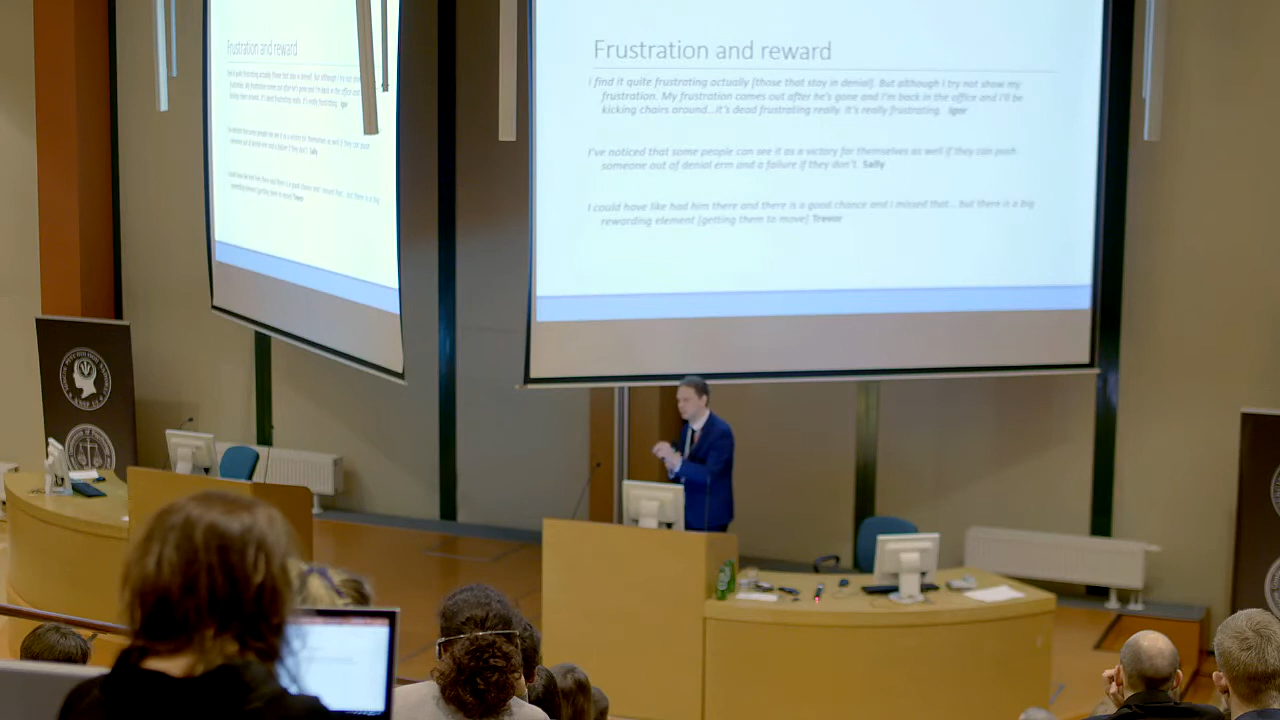 Frustration and reward
Frustration and reward
I find it quite frustrating actually [those that stay in denial]. But although I try not show my
frustration. My frustration comes out after he's gone and I'm back in the office and I'll be
kicking chairs around...it's dead frustrating really. It's really frustrating. Igor
I've noticed that some people can see it as a victory for themselves as well if they can push
someone out of denial erm and a failure if they don't. Sally
I could have like had him there and there is a good chance and I missed that... but there is a big
rewarding element [getting them to move] Trevor